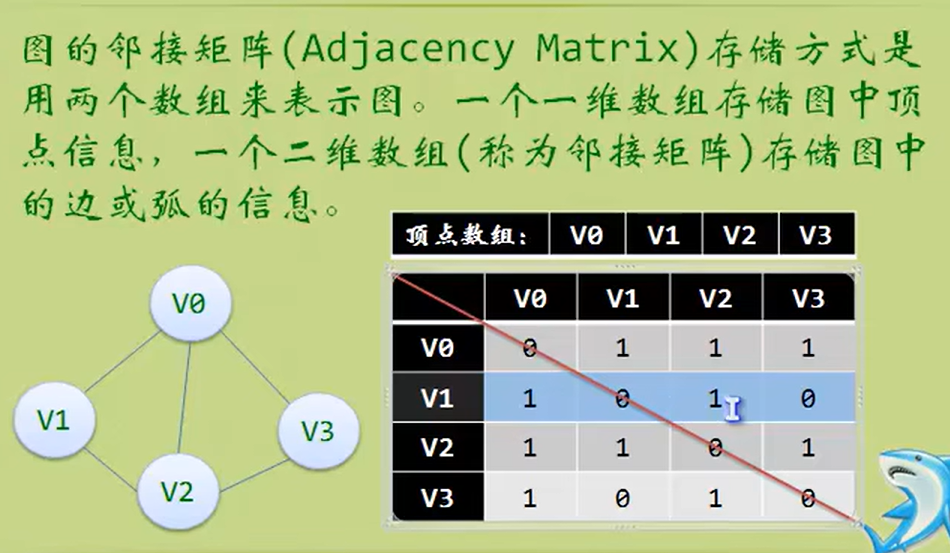 图的邻接矩阵(Adjacency Matrix)存储方式是
用两个数组来表示图。一个一维数组存储图中顶
点信息，一个二维数组(称为邻接矩阵)存储图中
的边或弧的信息。
顶点数组： V0 V1 V2 V3
V0 V1 V2 V3
V0 0 1 1 1
V1 1 0 1 0
V2 1 1 0 1
V3 1 0 1 0
V0
V1
V3
V2